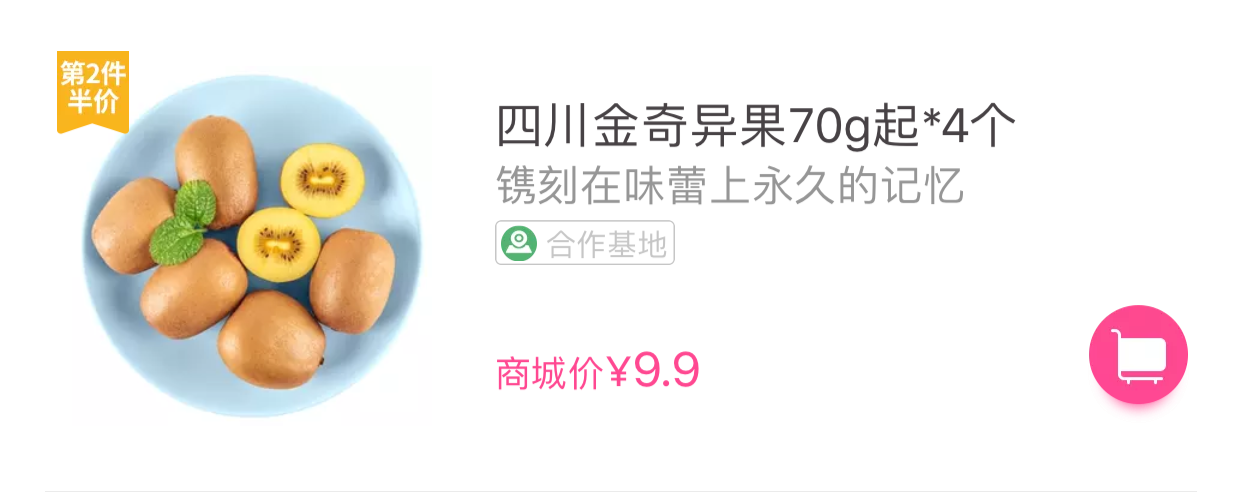 第2件
半价
四川金奇异果70g起*4个
镌刻在味蕾上永久的记忆
合作基地
商城价¥9.9